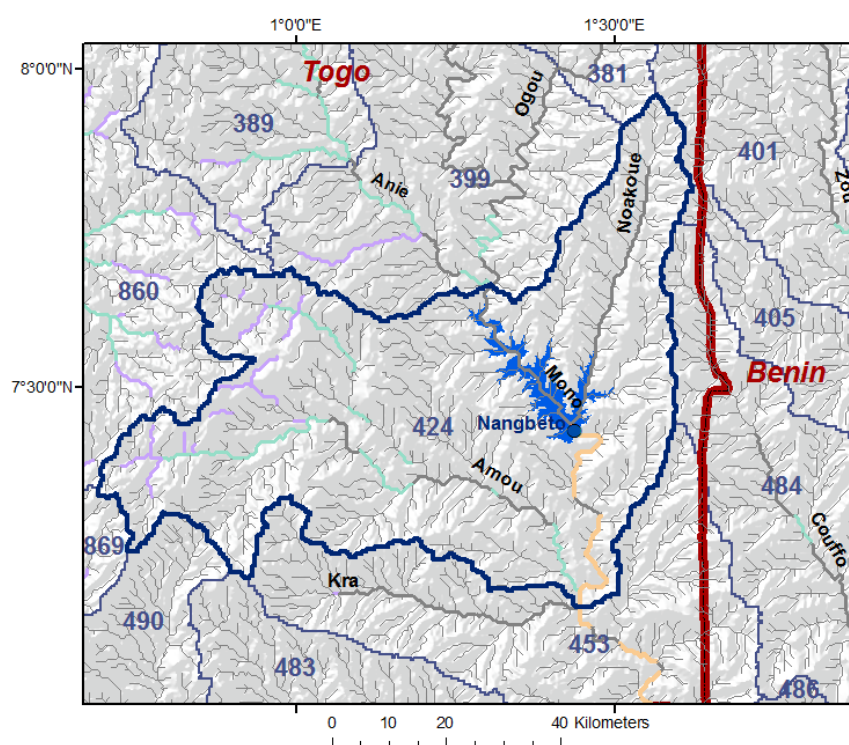 1°0'0"E
1°30'0"E
8°0'0"N
Togo
381
Ogou
389
401
399
Anie
Noakoue
Zou
860
405
7°30'0"N
Mono
Benin
Nangbeto
424
Amou
484
Couffo
869
Kra
490
453
483
486
0 10 20 40 Kilometers